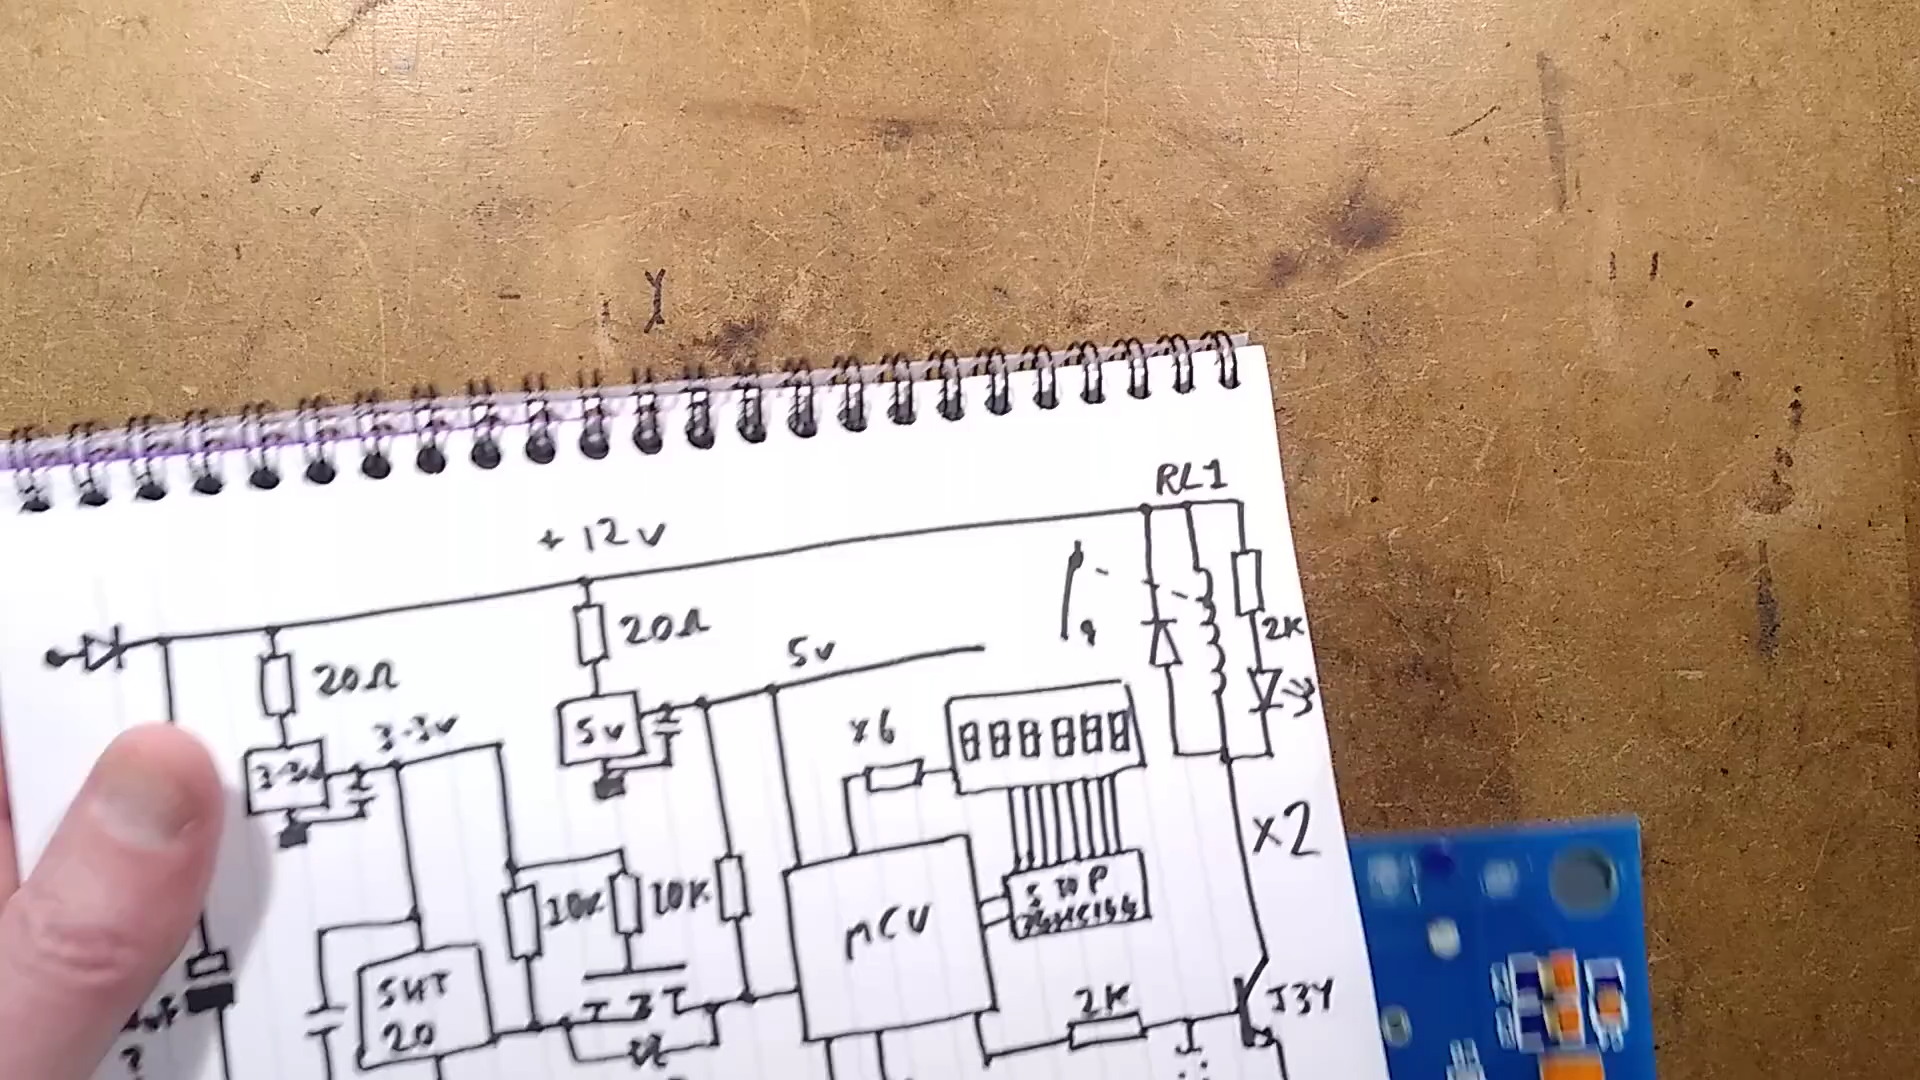 RL1
+12v
20Ω
2K
5v
20Ω
3-3v
x6
5v
3-3v
x2
10K
10K
S TO P
MCU
SHT
20
2K
J3Y